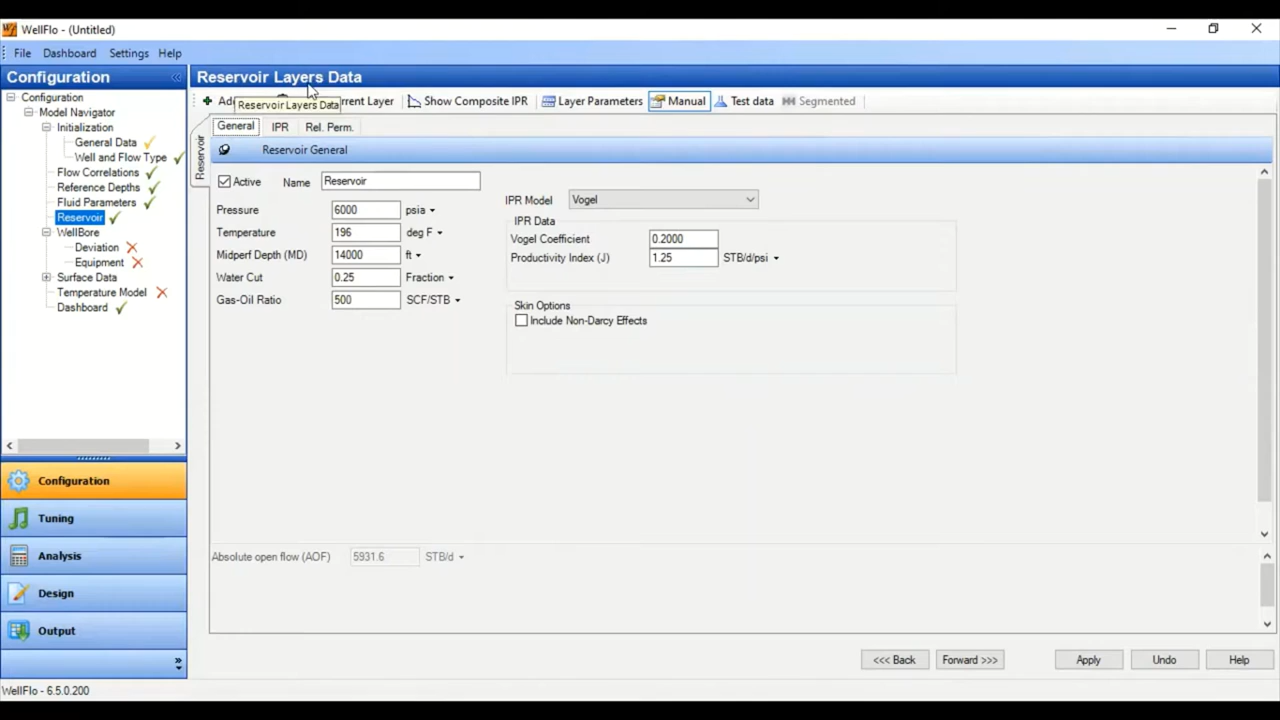 WellFlo - (Untitled)
File Dashboard Settings Help
Configuration
Reservoir Layers Data
Reservoir Layers Data
rrent Layer Show Composite IPR Layer Parameters Manual Test data Segmented
Configuration
Model Navigator
Initialization
General Data
Well and Flow Type
Flow Correlations
Reference Depths
Fluid Parameters
Reservoir
WellBore
Deviation
Equipment
Surface Data
Temperature Model
Dashboard
Configuration
Tuning
Analysis
Design
Output
Reservoir
General IPR Rel. Perm.
Reservoir General
Active Name Reservoir
Pressure 6000 psia
Temperature 196 deg F
Midperf Depth (MD) 14000 ft
Water Cut 0.25 Fraction
Gas-Oil Ratio 500 SCF/STB
IPR Model Vogel
IPR Data
Vogel Coefficient 0.2000
Productivity Index (J) 1.25 STB/d/psi
Skin Options
Include Non-Darcy Effects
Absolute open flow (AOF) 5931.6 STB/d
<<< Back Forward >>> Apply Undo Help
WellFlo - 6.5.0.200